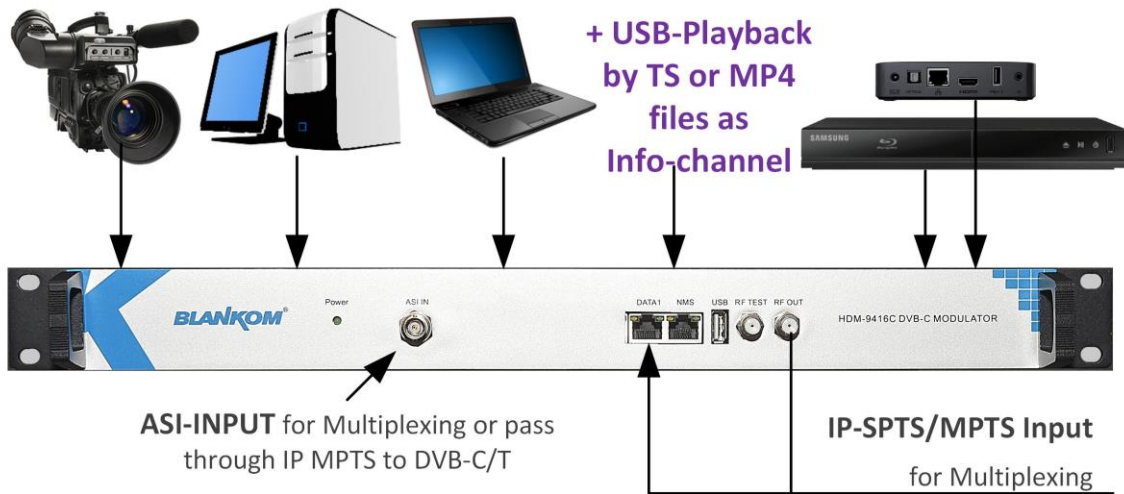 + USB-Playback
by TS or MP4
files as
Info-channel
SAMSUNG
BLANKOM®
Power
ASI IN
DATA1 NMS USB RF TEST RF OUT
HDM-9416C DVB-C MODULATOR
ASI-INPUT for Multiplexing or pass
through IP MPTS to DVB-C/T
IP-SPTS/MPTS Input
for Multiplexing